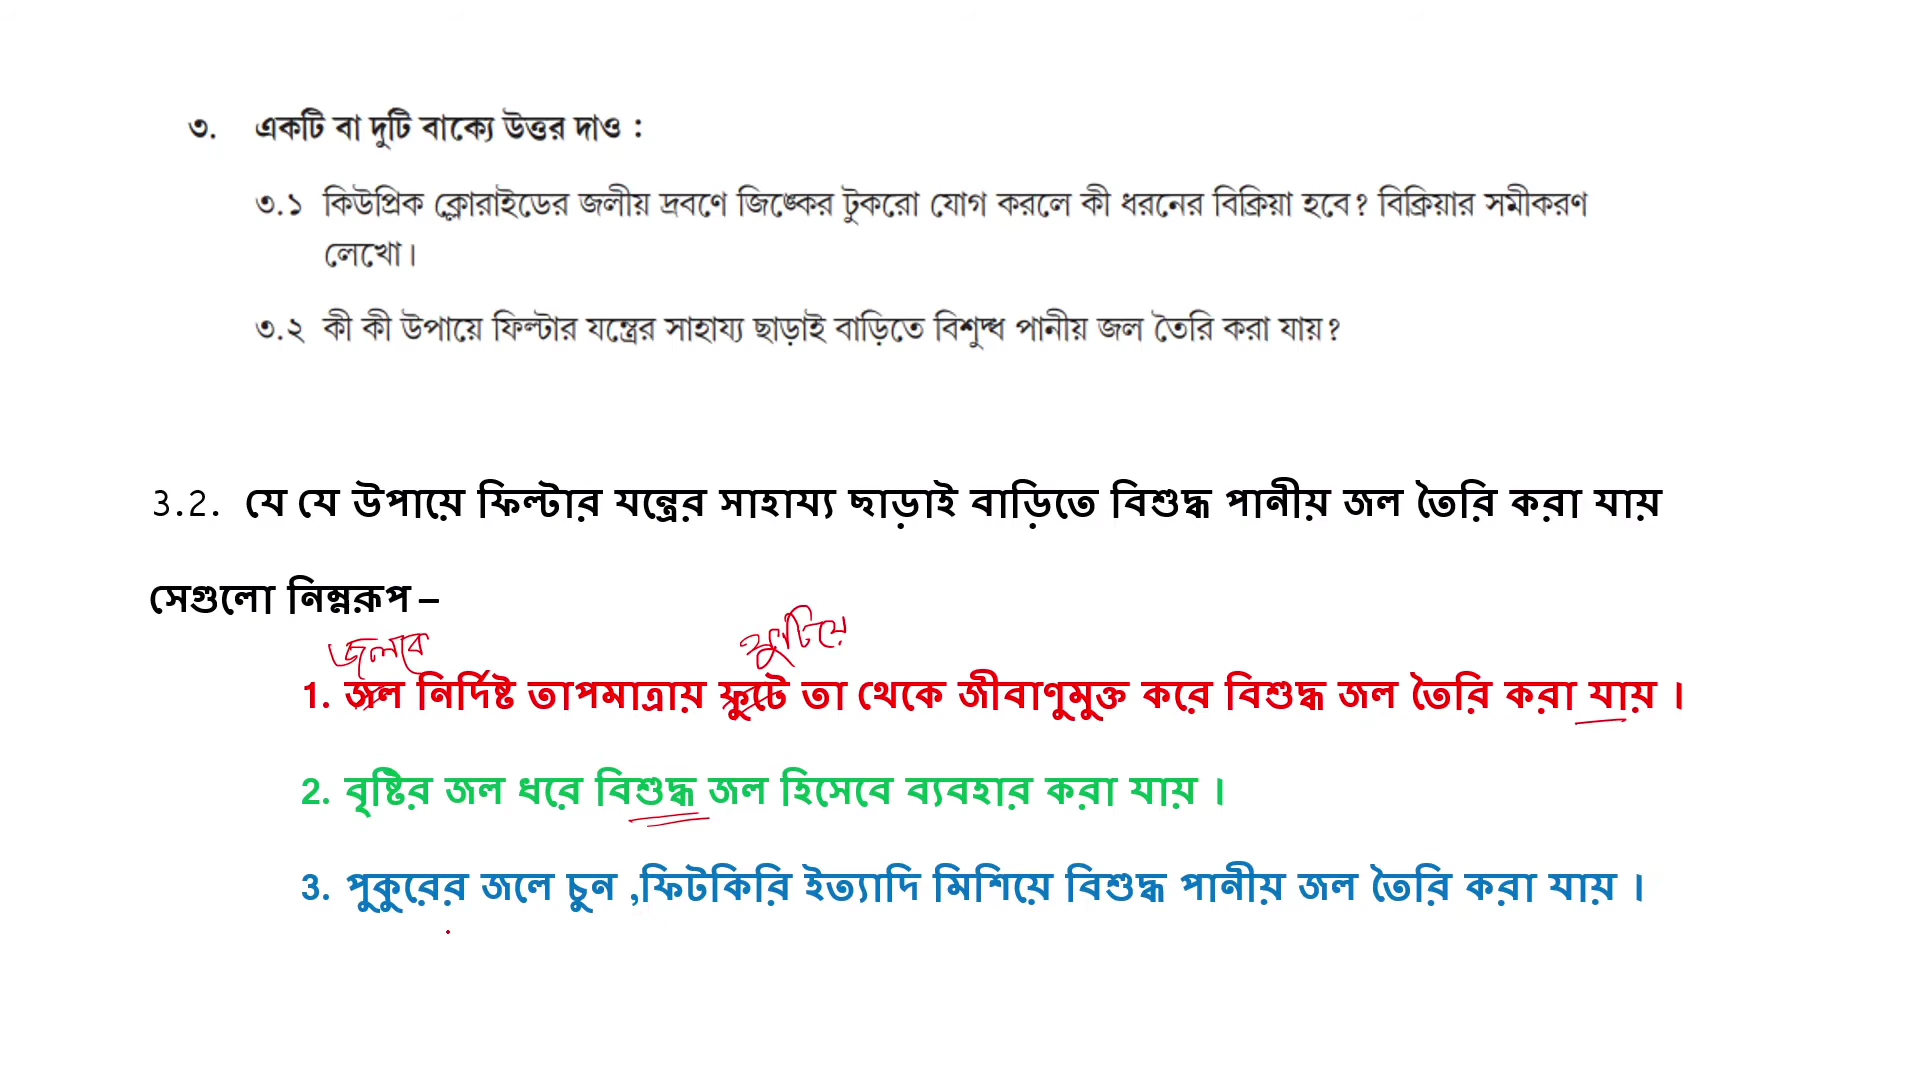 ৩. একটি বা দুটি বাক্যে উত্তর দাও :
৩.১ কিউপ্রিক ক্লোরাইডের জলীয় দ্রবণে জিঙ্কের টুকরো যোগ করলে কী ধরনের বিক্রিয়া হবে? বিক্রিয়ার সমীকরণ
লেখো।
৩.২ কী কী উপায়ে ফিল্টার যন্ত্রের সাহায্য ছাড়াই বাড়িতে বিশুদ্ধ পানীয় জল তৈরি করা যায়?
3.2. যে যে উপায়ে ফিল্টার যন্ত্রের সাহায্য ছাড়াই বাড়িতে বিশুদ্ধ পানীয় জল তৈরি করা যায়
সেগুলো নিম্নরূপ –
জলকে ফুটিয়ে
1. জল নির্দিষ্ট তাপমাত্রায় ফুটে তা থেকে জীবাণুমুক্ত করে বিশুদ্ধ জল তৈরি করা যায় ।
2. বৃষ্টির জল ধরে বিশুদ্ধ জল হিসেবে ব্যবহার করা যায় ।
3. পুকুরের জলে চুন ,ফিটকিরি ইত্যাদি মিশিয়ে বিশুদ্ধ পানীয় জল তৈরি করা যায় ।